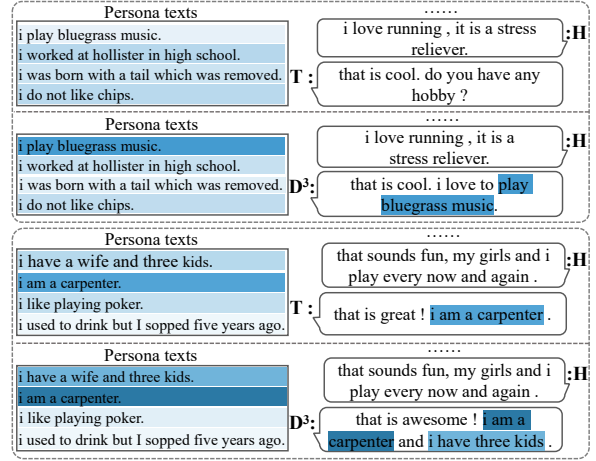 Persona texts
i play bluegrass music.
i worked at hollister in high school.
i was born with a tail which was removed.
i do not like chips.
......
i love running , it is a stress
reliever.
:H
T :
that is cool. do you have any
hobby ?
Persona texts
i play bluegrass music.
i worked at hollister in high school.
i was born with a tail which was removed.
i do not like chips.
......
i love running , it is a
stress reliever.
:H
D³:
that is cool. i love to play
bluegrass music.
Persona texts
i have a wife and three kids.
i am a carpenter.
i like playing poker.
i used to drink but I sopped five years ago.
......
that sounds fun, my girls and i
play every now and again .
:H
T :
that is great ! i am a carpenter .
Persona texts
i have a wife and three kids.
i am a carpenter.
i like playing poker.
i used to drink but I sopped five years ago.
......
that sounds fun, my girls and i
play every now and again .
:H
D³:
that is awesome ! i am a
carpenter and i have three kids .